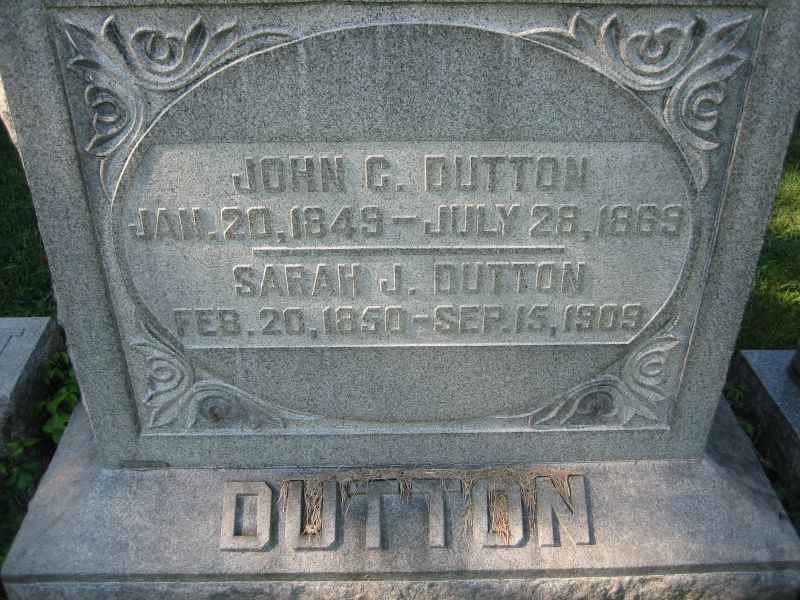 JOHN C. DUTTON
JAN. 20, 1849 – JULY 28, 1869
SARAH J. DUTTON
FEB. 20, 1850 - SEP. 15, 1909
DUTTON